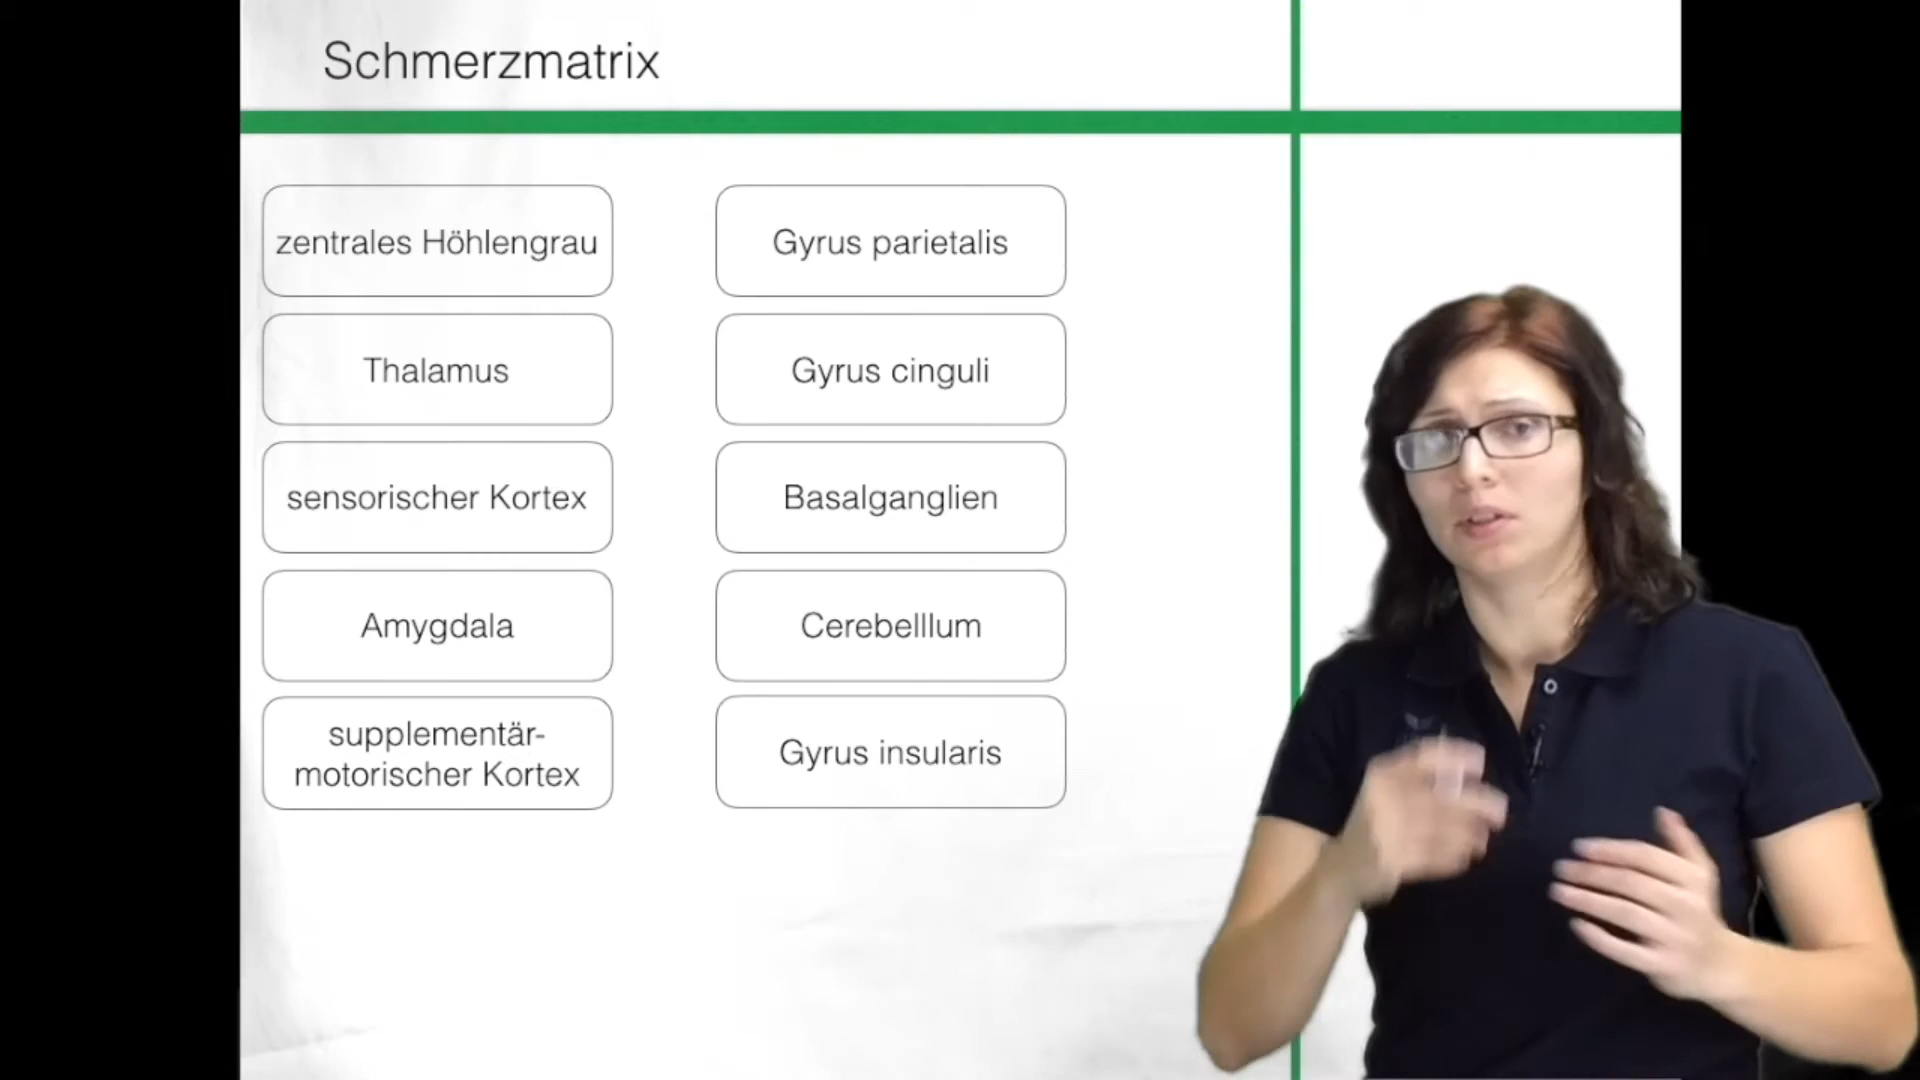 Schmerzmatrix
zentrales Höhlengrau
Thalamus
sensorischer Kortex
Amygdala
supplementär-
motorischer Kortex
Gyrus parietalis
Gyrus cinguli
Basalganglien
Cerebelllum
Gyrus insularis